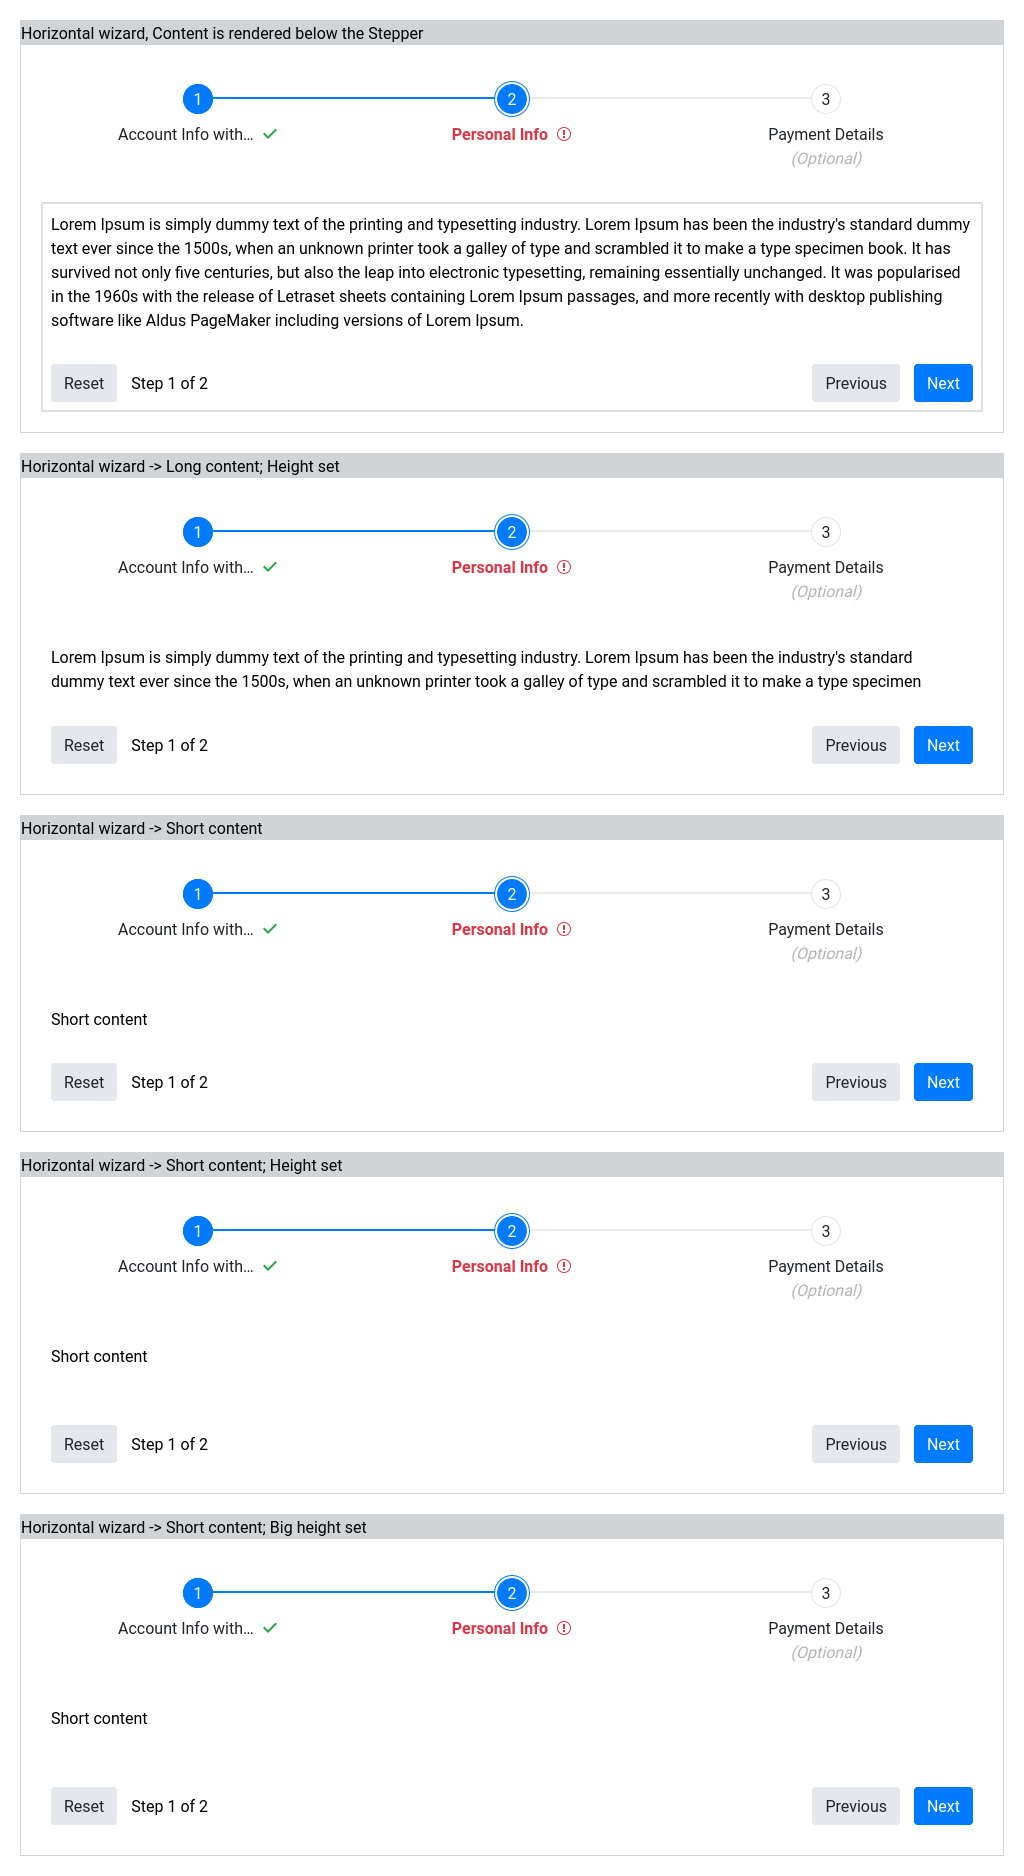 Horizontal wizard, Content is rendered below the Stepper
1 2 3
Account Info with… Personal Info Payment Details
(Optional)
Lorem Ipsum is simply dummy text of the printing and typesetting industry. Lorem Ipsum has been the industry's standard dummy
text ever since the 1500s, when an unknown printer took a galley of type and scrambled it to make a type specimen book. It has
survived not only five centuries, but also the leap into electronic typesetting, remaining essentially unchanged. It was popularised
in the 1960s with the release of Letraset sheets containing Lorem Ipsum passages, and more recently with desktop publishing
software like Aldus PageMaker including versions of Lorem Ipsum.
Reset Step 1 of 2 Previous Next
Horizontal wizard -> Long content; Height set
1 2 3
Account Info with… Personal Info Payment Details
(Optional)
Lorem Ipsum is simply dummy text of the printing and typesetting industry. Lorem Ipsum has been the industry's standard
dummy text ever since the 1500s, when an unknown printer took a galley of type and scrambled it to make a type specimen
Reset Step 1 of 2 Previous Next
Horizontal wizard -> Short content
1 2 3
Account Info with… Personal Info Payment Details
(Optional)
Short content
Reset Step 1 of 2 Previous Next
Horizontal wizard -> Short content; Height set
1 2 3
Account Info with… Personal Info Payment Details
(Optional)
Short content
Reset Step 1 of 2 Previous Next
Horizontal wizard -> Short content; Big height set
1 2 3
Account Info with… Personal Info Payment Details
(Optional)
Short content
Reset Step 1 of 2 Previous Next